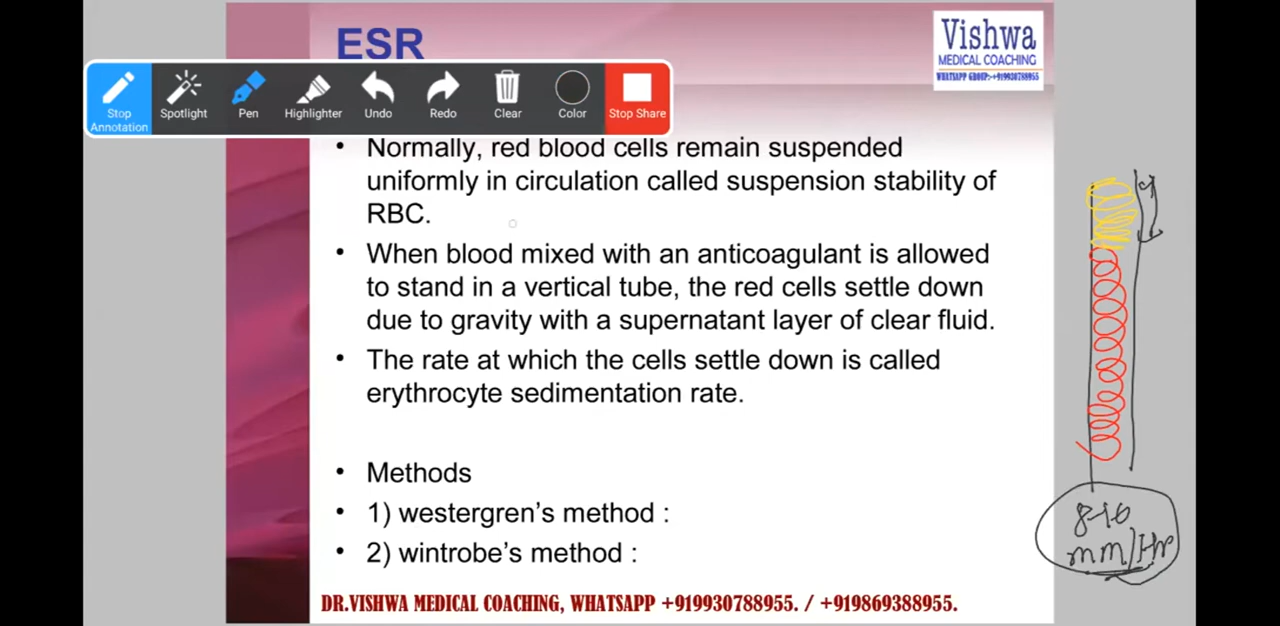 ESR
Vishwa
MEDICAL COACHING
WHATSAPP GROUP:-+919930788955
Stop
Annotation
Spotlight
Pen
Highlighter
Undo
Redo
Clear
Color
Stop Share
• Normally, red blood cells remain suspended
uniformly in circulation called suspension stability of
RBC.
• When blood mixed with an anticoagulant is allowed
to stand in a vertical tube, the red cells settle down
due to gravity with a supernatant layer of clear fluid.
• The rate at which the cells settle down is called
erythrocyte sedimentation rate.
• Methods
• 1) westergren’s method :
• 2) wintrobe’s method :
8-10
mm/Hr
DR.VISHWA MEDICAL COACHING, WHATSAPP +919930788955. / +919869388955.